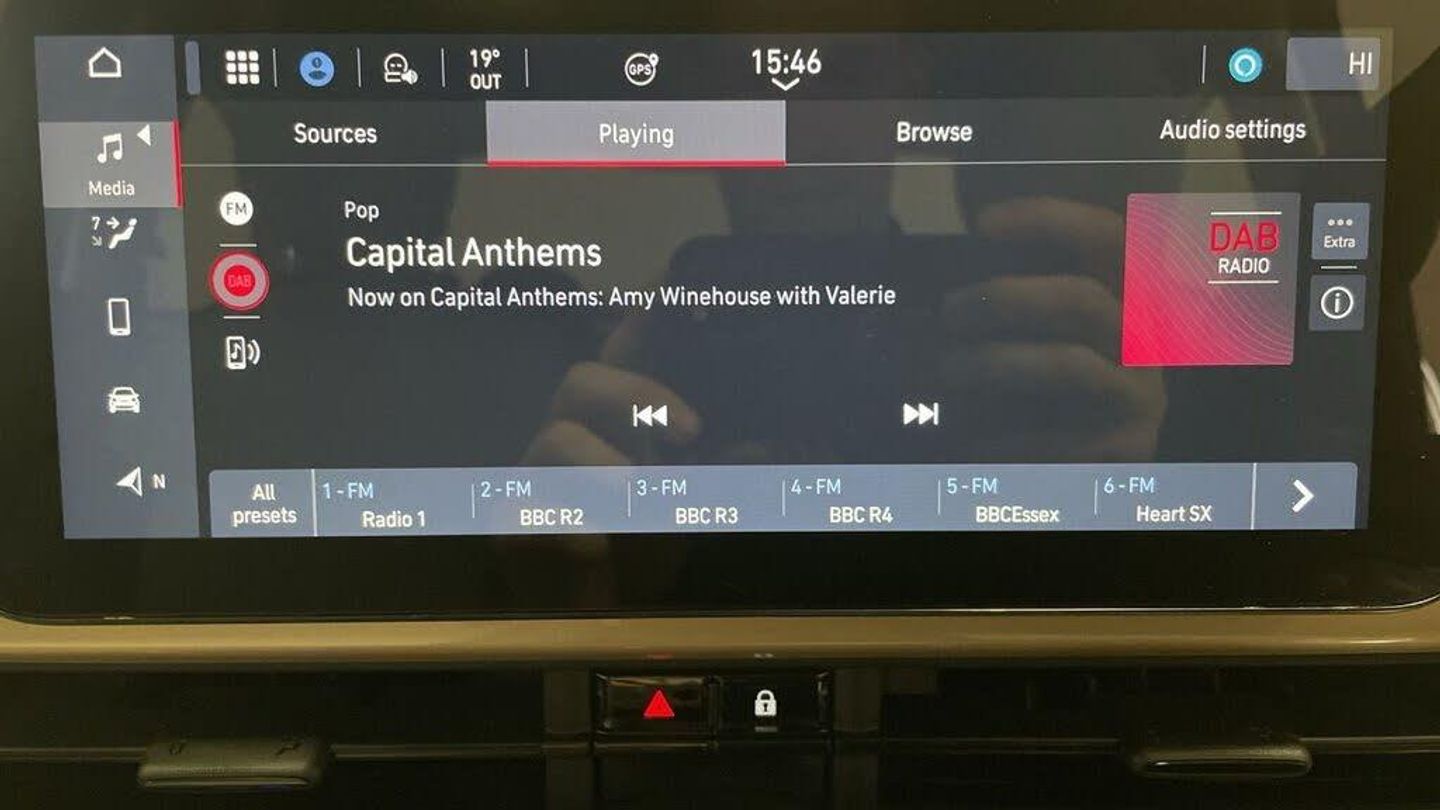 19°
OUT
GPS
15:46
HI
Sources
Playing
Browse
Audio settings
Media
FM
Pop
Capital Anthems
Now on Capital Anthems: Amy Winehouse with Valerie
DAB
DAB
RADIO
Extra
7
N
All
presets
1 - FM
Radio 1
2 - FM
BBC R2
3 - FM
BBC R3
4 - FM
BBC R4
5 - FM
BBCEssex
6 - FM
Heart SX